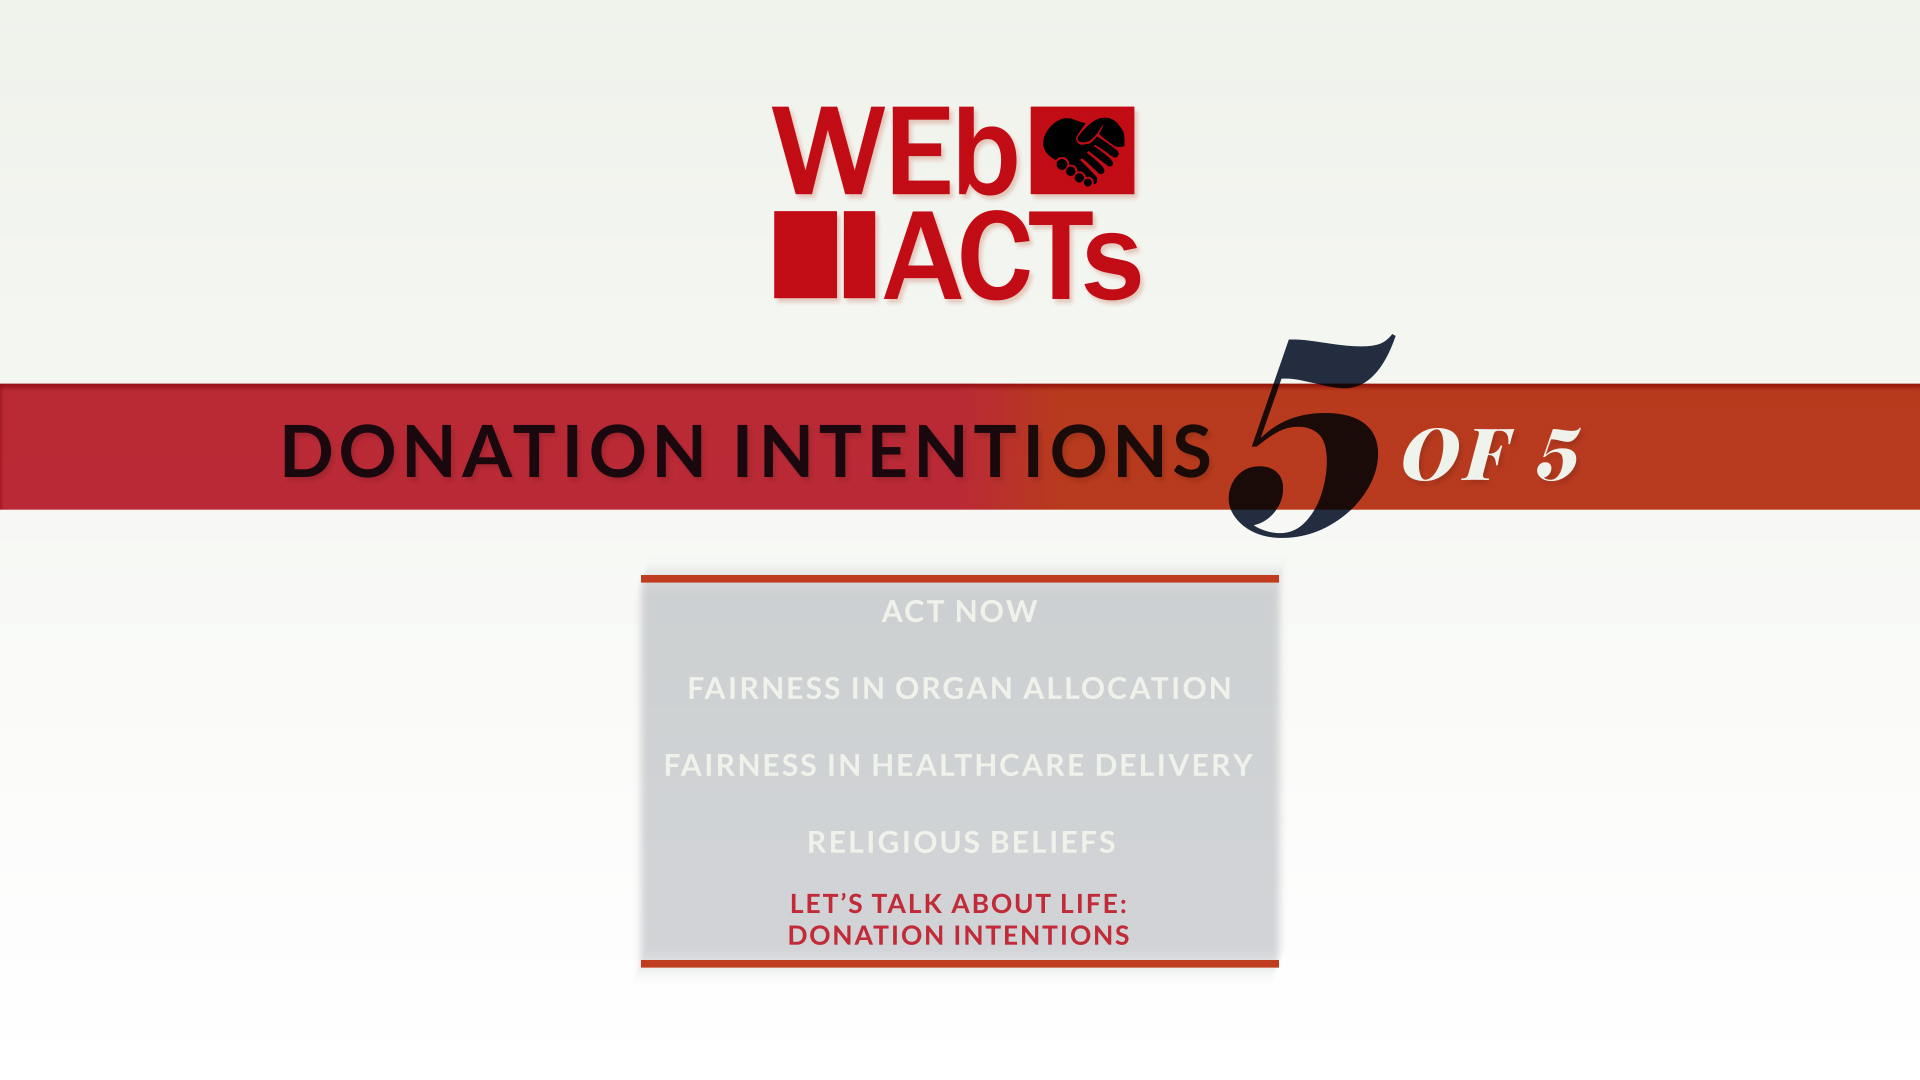 WEb
ACTs
DONATION INTENTIONS 5 OF 5
ACT NOW
FAIRNESS IN ORGAN ALLOCATION
FAIRNESS IN HEALTHCARE DELIVERY
RELIGIOUS BELIEFS
LET’S TALK ABOUT LIFE:
DONATION INTENTIONS